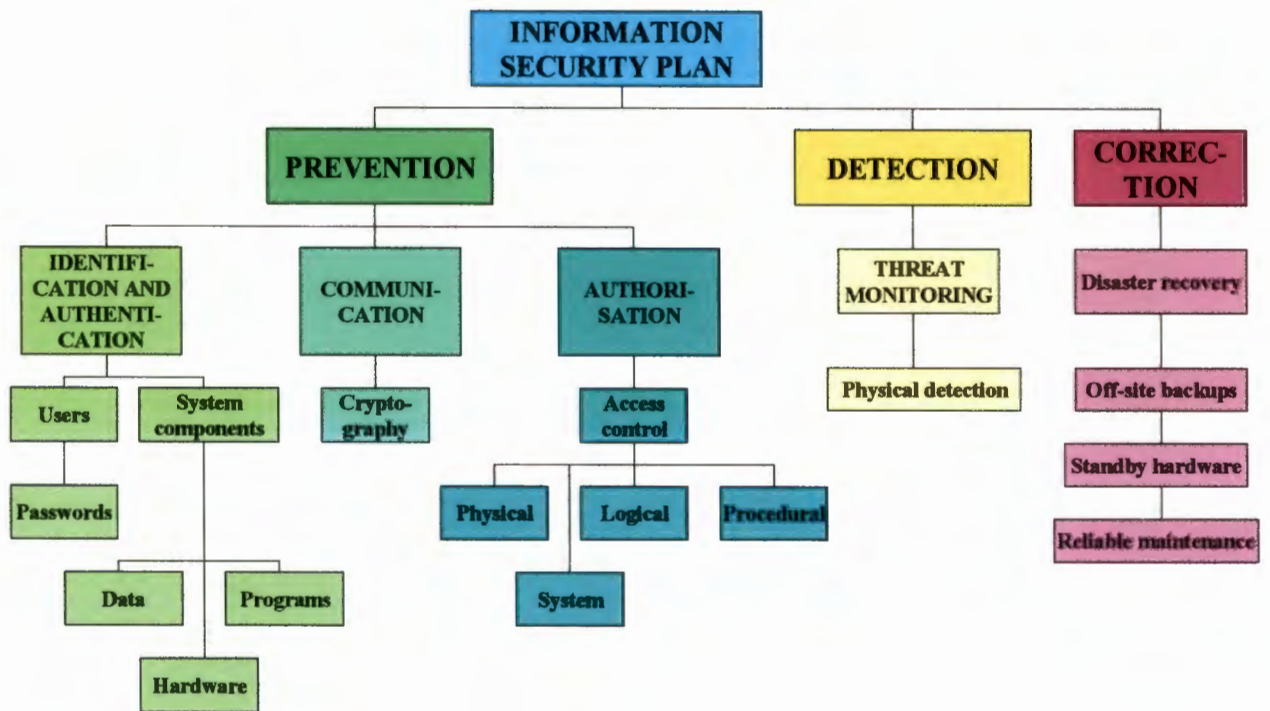 INFORMATION
SECURITY PLAN
PREVENTION
DETECTION
CORREC-
TION
IDENTIFI-
CATION AND
AUTHENTI-
CATION
COMMUNI-
CATION
AUTHORI-
SATION
THREAT
MONITORING
Disaster recovery
Users
System
components
Crypto-
graphy
Access
control
Physical detection
Off-site backups
Standby hardware
Passwords
Physical
Logical
Procedural
Reliable maintenance
Data
Programs
System
Hardware